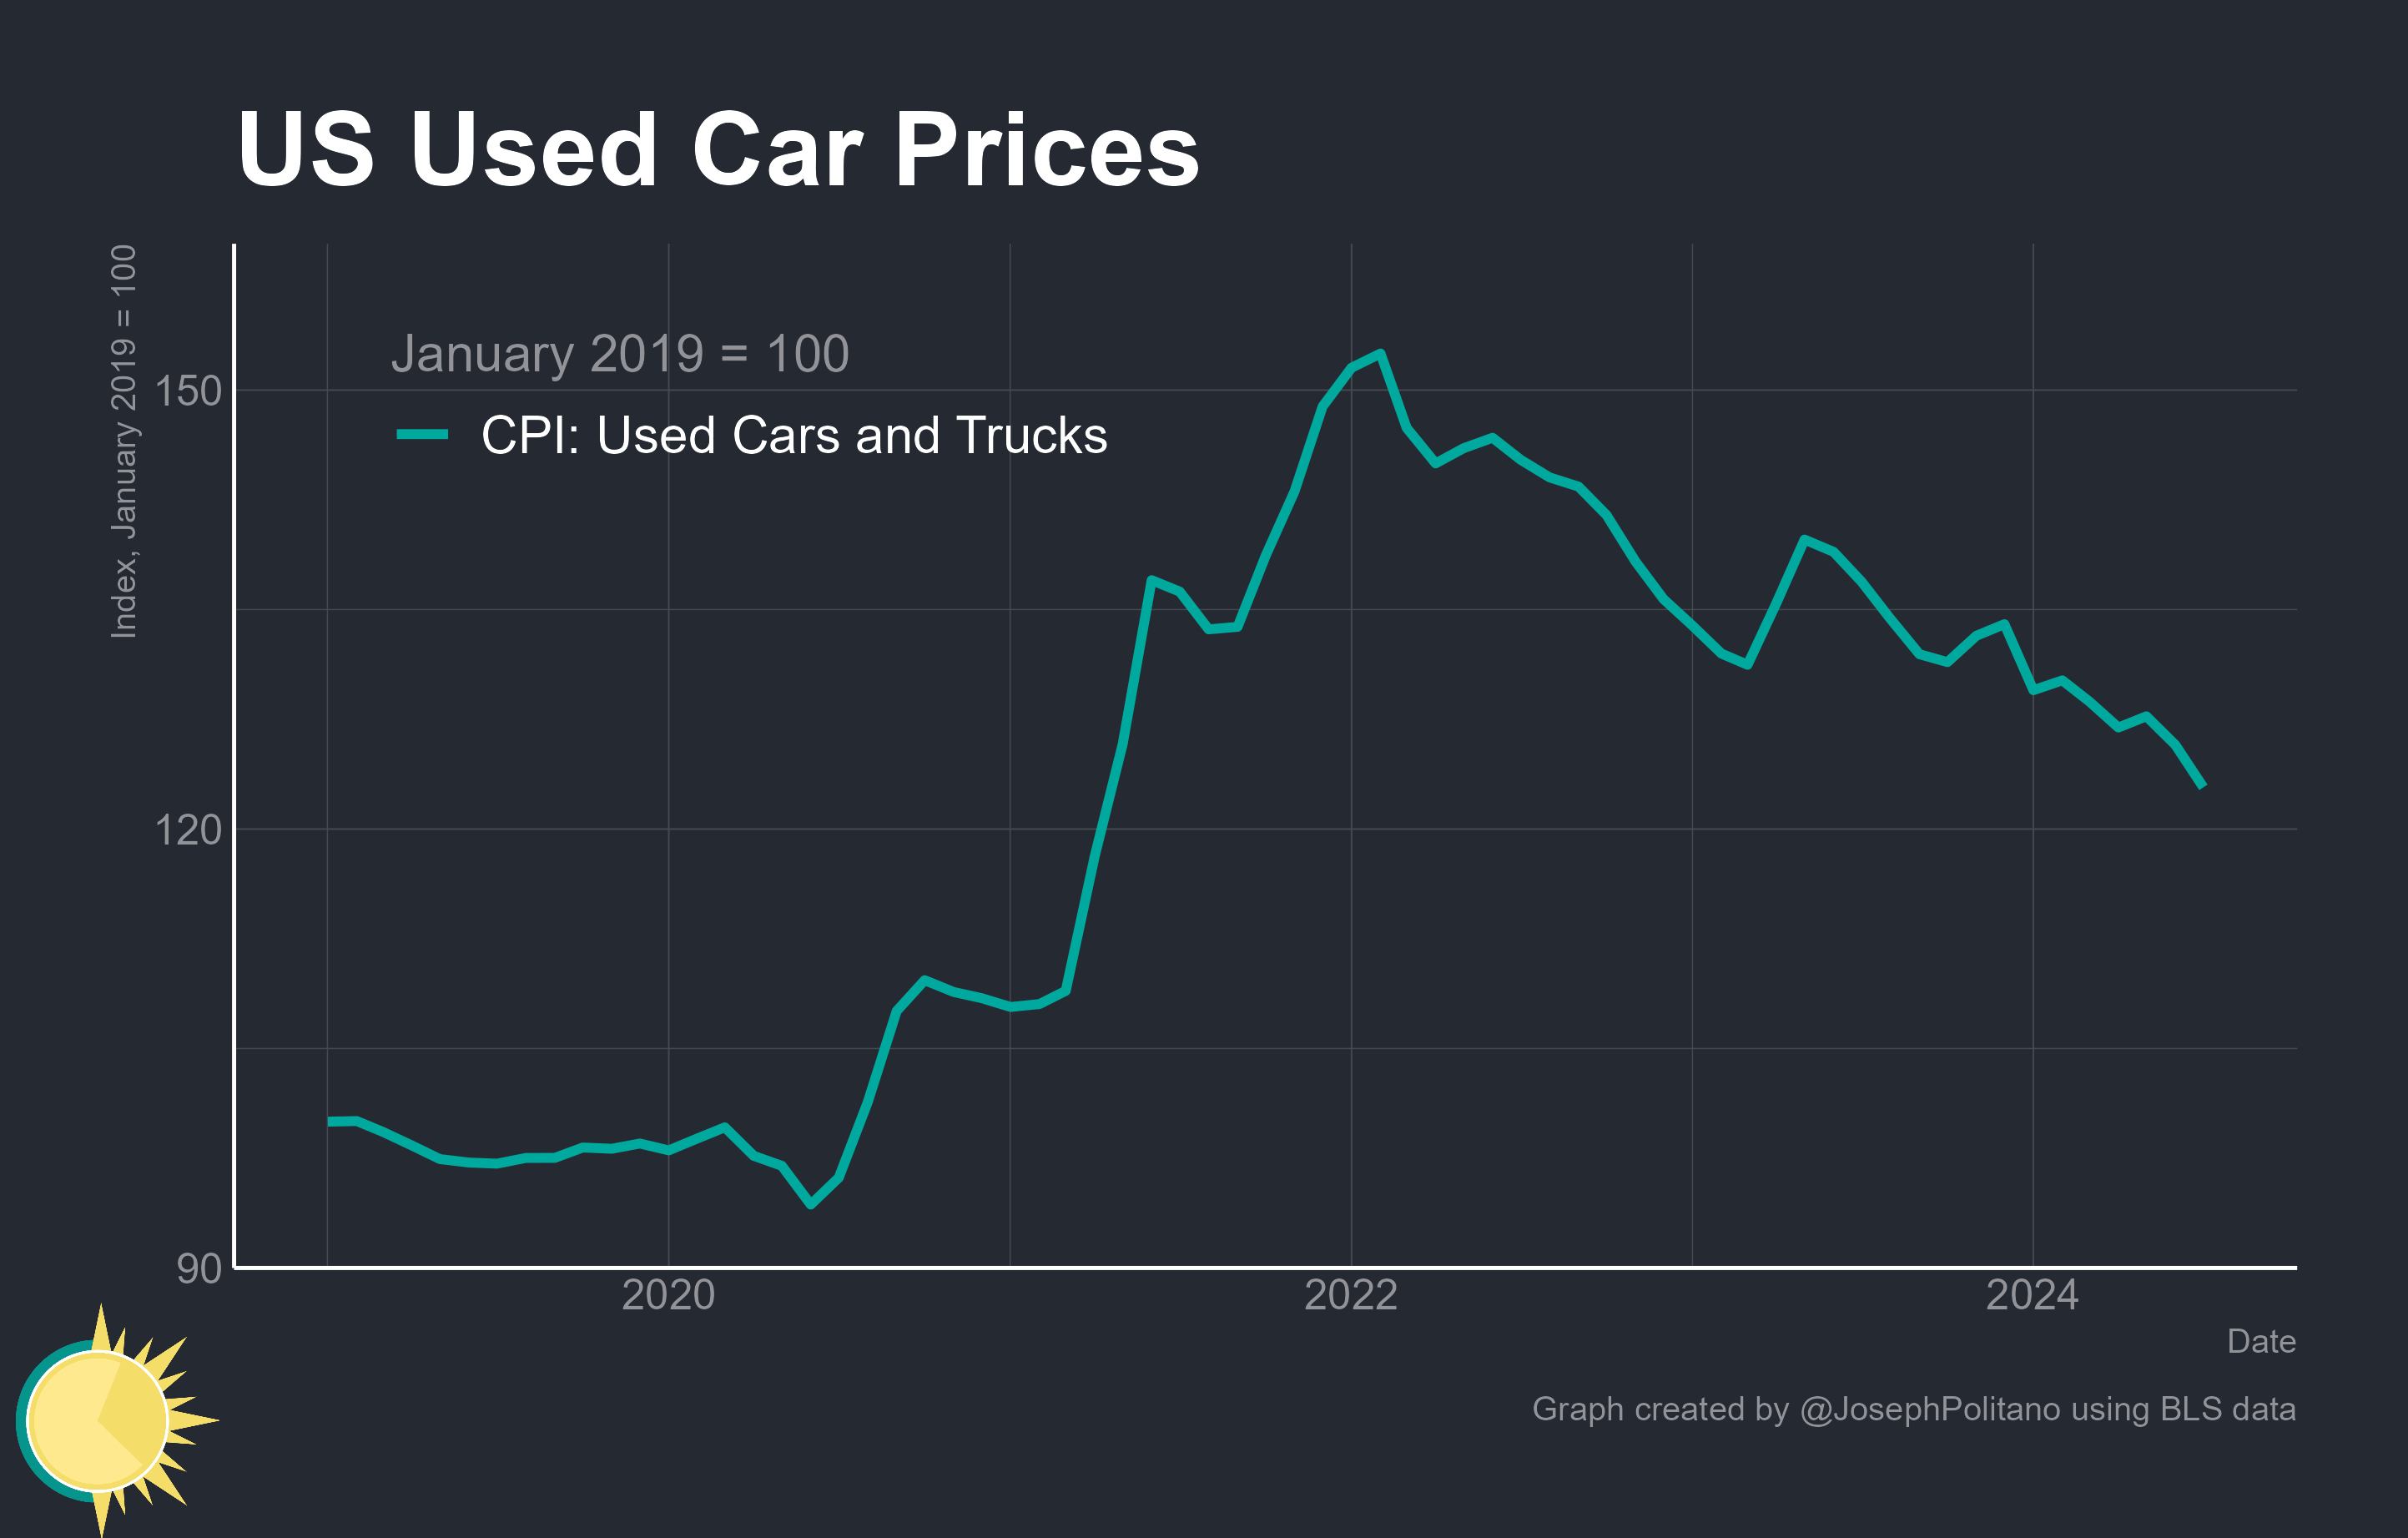 US Used Car Prices
Index, January 2019 = 100
January 2019 = 100
CPI: Used Cars and Trucks
150
120
90
2020
2022
2024
Date
Graph created by @JosephPolitano using BLS data